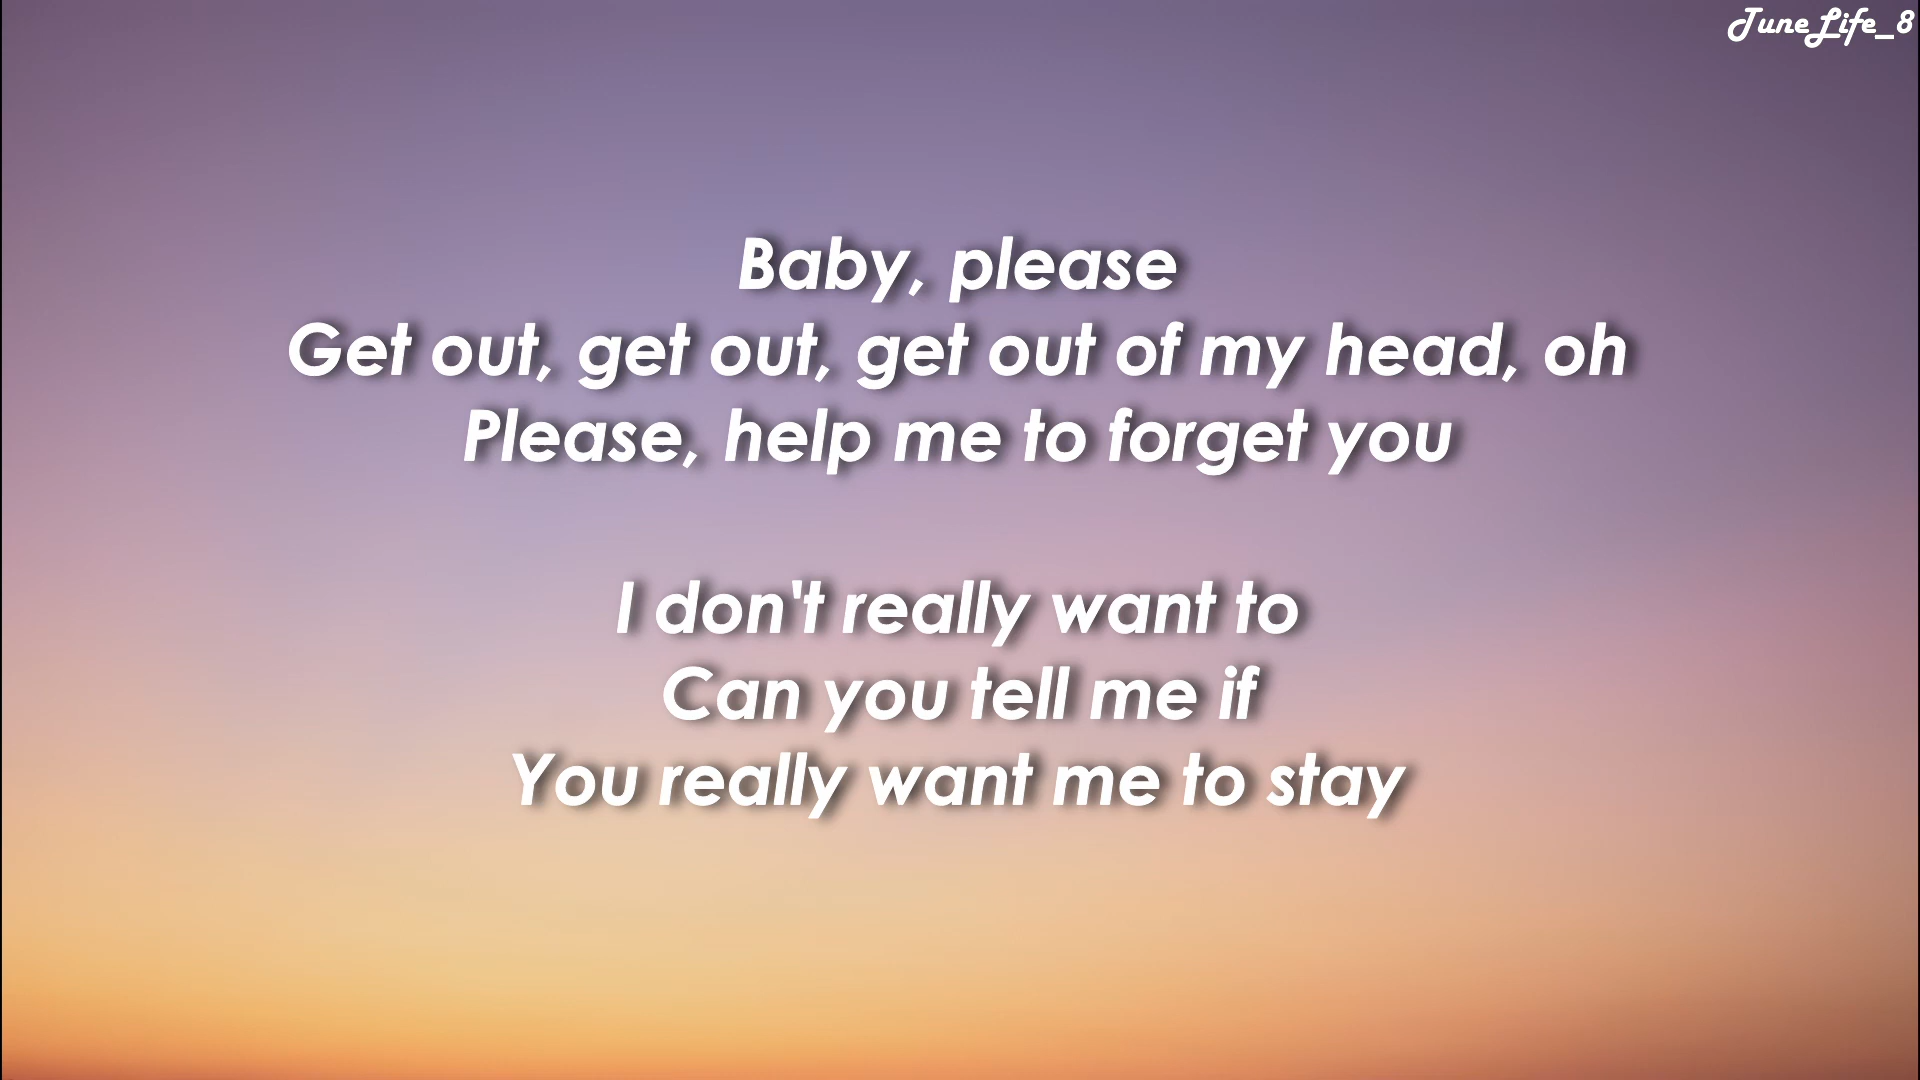 TuneLife_8
Baby, please
Get out, get out, get out of my head, oh
Please, help me to forget you
I don't really want to
Can you tell me if
You really want me to stay